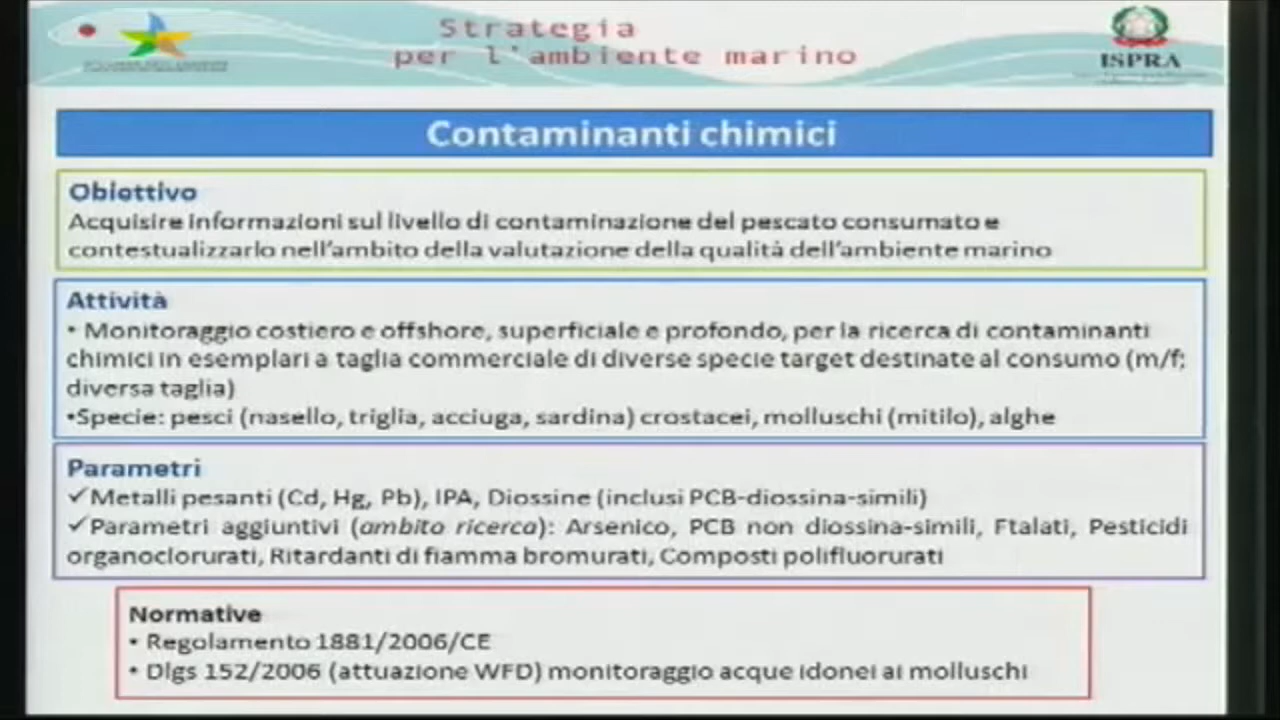 Strategia
per l'ambiente marino
ISPRA
Contaminanti chimici
Obiettivo
Acquisire informazioni sul livello di contaminazione del pescato consumato e
contestualizzarlo nell'ambito della valutazione della qualità dell'ambiente marino
Attività
• Monitoraggio costiero e offshore, superficiale e profondo, per la ricerca di contaminanti
chimici in esemplari a taglia commerciale di diverse specie target destinate al consumo (m/f;
diversa taglia)
•Specie: pesci (nasello, triglia, acciuga, sardina) crostacei, molluschi (mitilo), alghe
Parametri
✓Metalli pesanti (Cd, Hg, Pb), IPA, Diossine (inclusi PCB-diossina-simili)
✓Parametri aggiuntivi (ambito ricerca): Arsenico, PCB non diossina-simili, Ftalati, Pesticidi
organoclorurati, Ritardanti di fiamma bromurati, Composti polifluorurati
Normative
• Regolamento 1881/2006/CE
• Dlgs 152/2006 (attuazione WFD) monitoraggio acque idonei ai molluschi